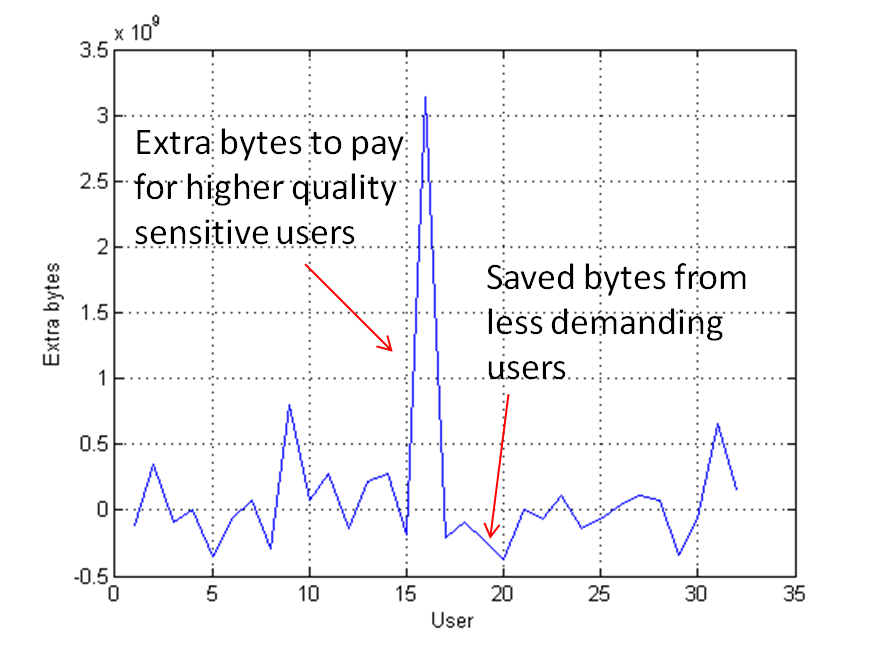 x 10^9
3.5
3
2.5
2
1.5
1
0.5
0
-0.5
Extra bytes to pay
for higher quality
sensitive users
Saved bytes from
less demanding
users
Extra bytes
0 5 10 15 20 25 30 35
User